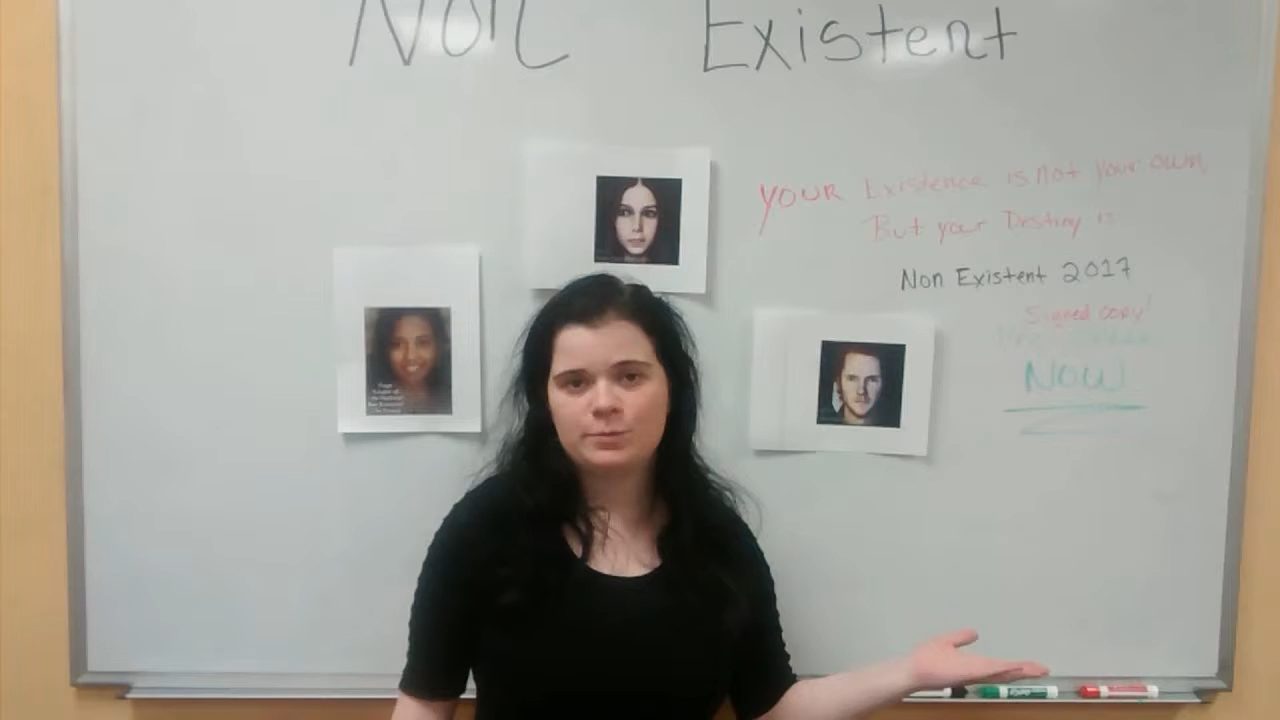 Non Existent
YOUR Existence is not your own,
But your Destiny is
Non Existent 2017
Signed copy!
NOW